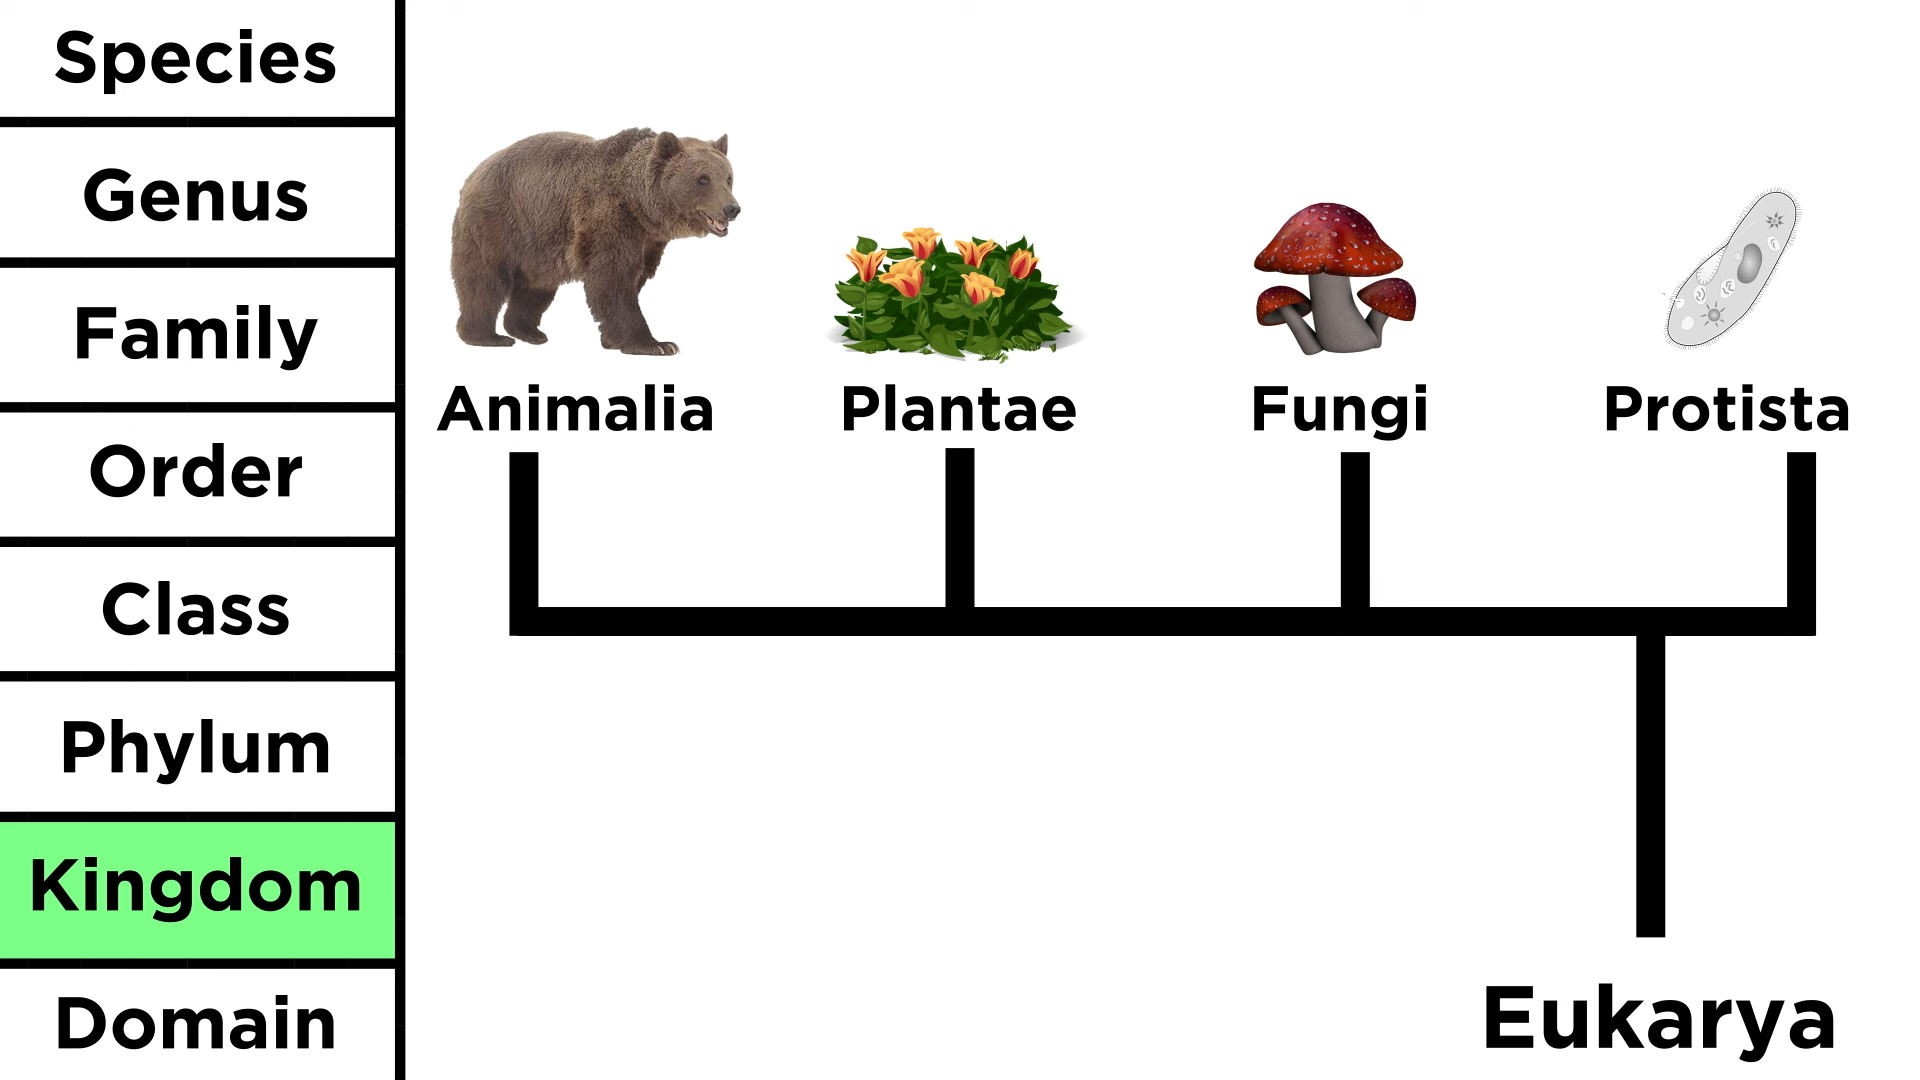 Species
Genus
Family
Order
Class
Phylum
Kingdom
Domain
Animalia
Plantae
Fungi
Protista
Eukarya